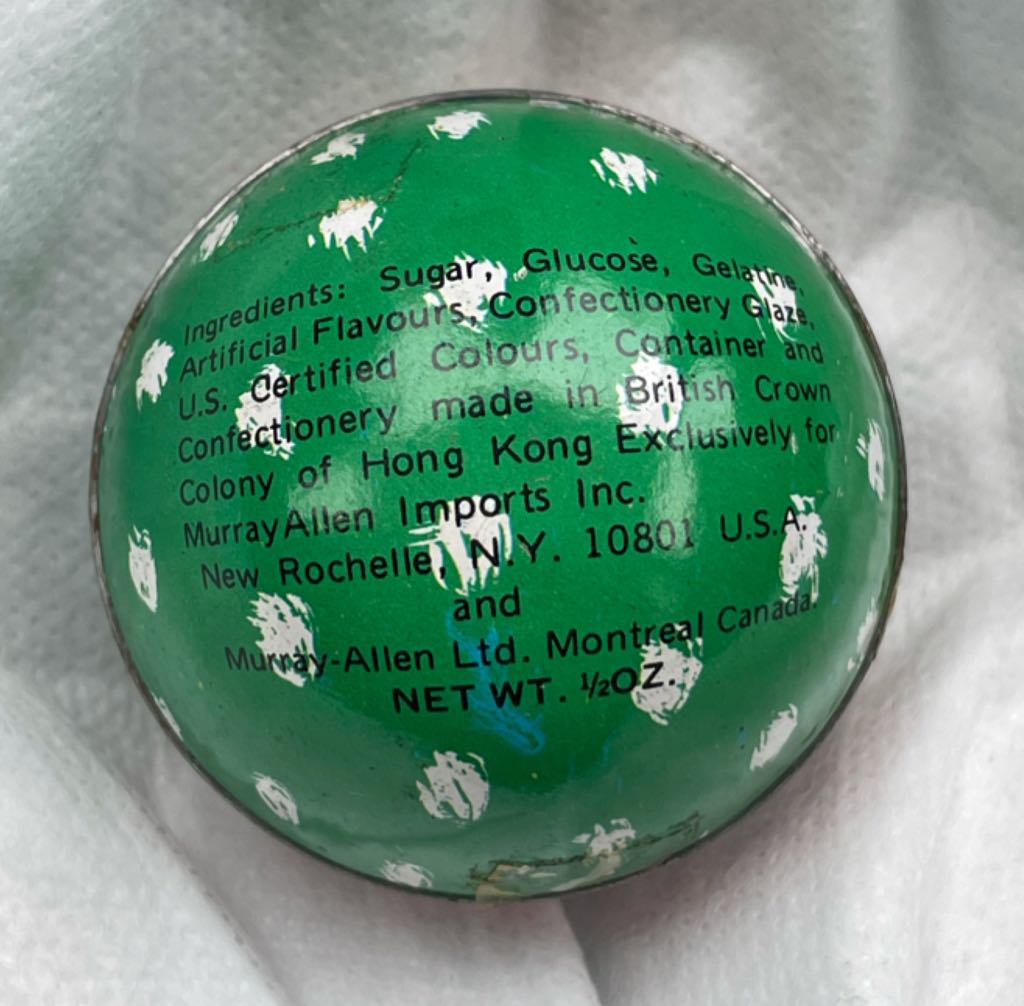 Ingredients: Sugar, Glucose, Gelatine,
Artificial Flavours, Confectionery Glaze,
U.S. Certified Colours, Container and
Confectionery made in British Crown
Colony of Hong Kong Exclusively for
Murray Allen Imports Inc.
New Rochelle, N.Y. 10801 U.S.A.
and
Murray-Allen Ltd. Montreal Canada.
NET WT. ½OZ.